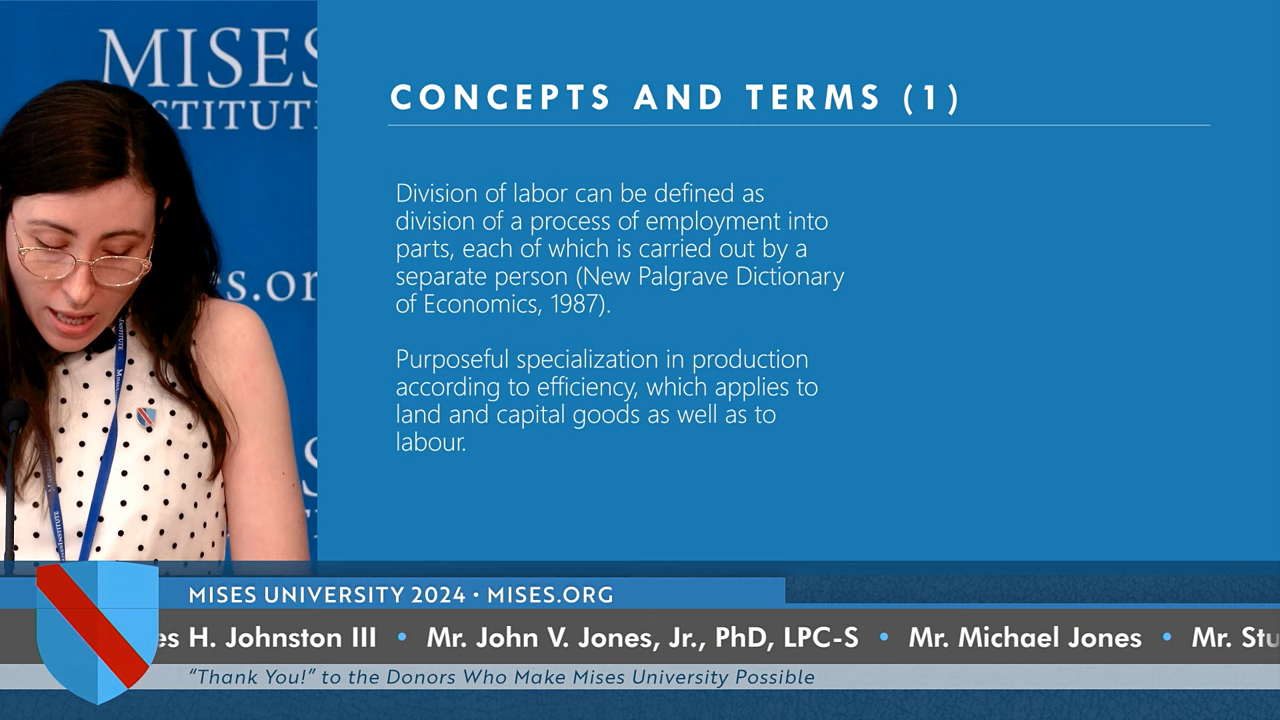 MISES
STITUT
es.or
CONCEPTS AND TERMS (1)
Division of labor can be defined as
division of a process of employment into
parts, each of which is carried out by a
separate person (New Palgrave Dictionary
of Economics, 1987).
Purposeful specialization in production
according to efficiency, which applies to
land and capital goods as well as to
labour.
MISES UNIVERSITY 2024 • MISES.ORG
es H. Johnston III • Mr. John V. Jones, Jr., PhD, LPC-S • Mr. Michael Jones • Mr. Stu
“Thank You!” to the Donors Who Make Mises University Possible